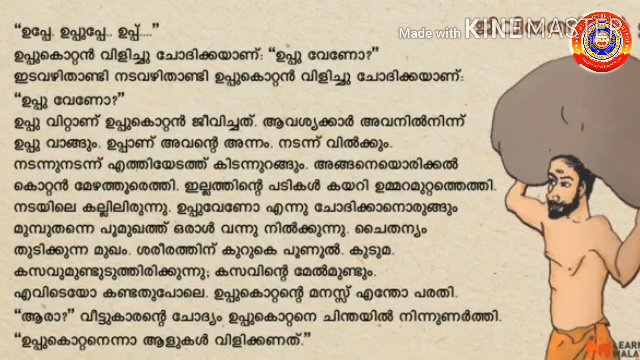 “ഉപ്പേ. ഉപ്പുപ്പേ.. ഉപ്പ്....”
Made with KINEMASTER
ഉപ്പുകൊറ്റൻ വിളിച്ചു ചോദിക്കയാണ്: “ഉപ്പു വേണോ?”
ഇടവഴിതാണ്ടി നടവഴിതാണ്ടി ഉപ്പുകൊറ്റൻ വിളിച്ചു ചോദിക്കയാണ്:
“ഉപ്പു വേണോ?”
ഉപ്പു വിറ്റാണ് ഉപ്പുകൊറ്റൻ ജീവിച്ചത്. ആവശ്യക്കാർ അവനിൽനിന്ന്
ഉപ്പു വാങ്ങും. ഉപ്പാണ് അവന്റെ അന്നം. നടന്ന് വിൽക്കും.
നടന്നുനടന്ന് എത്തിയേടത്ത് കിടന്നുറങ്ങും. അങ്ങനെയൊരിക്കൽ
കൊറ്റൻ മേഴത്തൂരെത്തി. ഇല്ലത്തിന്റെ പടികൾ കയറി ഉമ്മറമുറ്റത്തെത്തി.
നടയിലെ കല്ലിലിരുന്നു. ഉപ്പുവേണോ എന്നു ചോദിക്കാനൊരുങ്ങും
മുമ്പുതന്നെ പൂമുഖത്ത് ഒരാൾ വന്നു നിൽക്കുന്നു. ചൈതന്യം
തുടിക്കുന്ന മുഖം. ശരീരത്തിന് കുറുകെ പൂണൂൽ. കുടുമ.
കസവുമുണ്ടുടുത്തിരിക്കുന്നു; കസവിന്റെ മേൽമുണ്ടും.
എവിടെയോ കണ്ടതുപോലെ. ഉപ്പുകൊറ്റന്റെ മനസ്സ് എന്തോ പരതി.
“ആരാ?” വീട്ടുകാരന്റെ ചോദ്യം ഉപ്പുകൊറ്റനെ ചിന്തയിൽ നിന്നുണർത്തി.
“ഉപ്പുകൊറ്റനെന്നാ ആളുകൾ വിളിക്കണത്.”